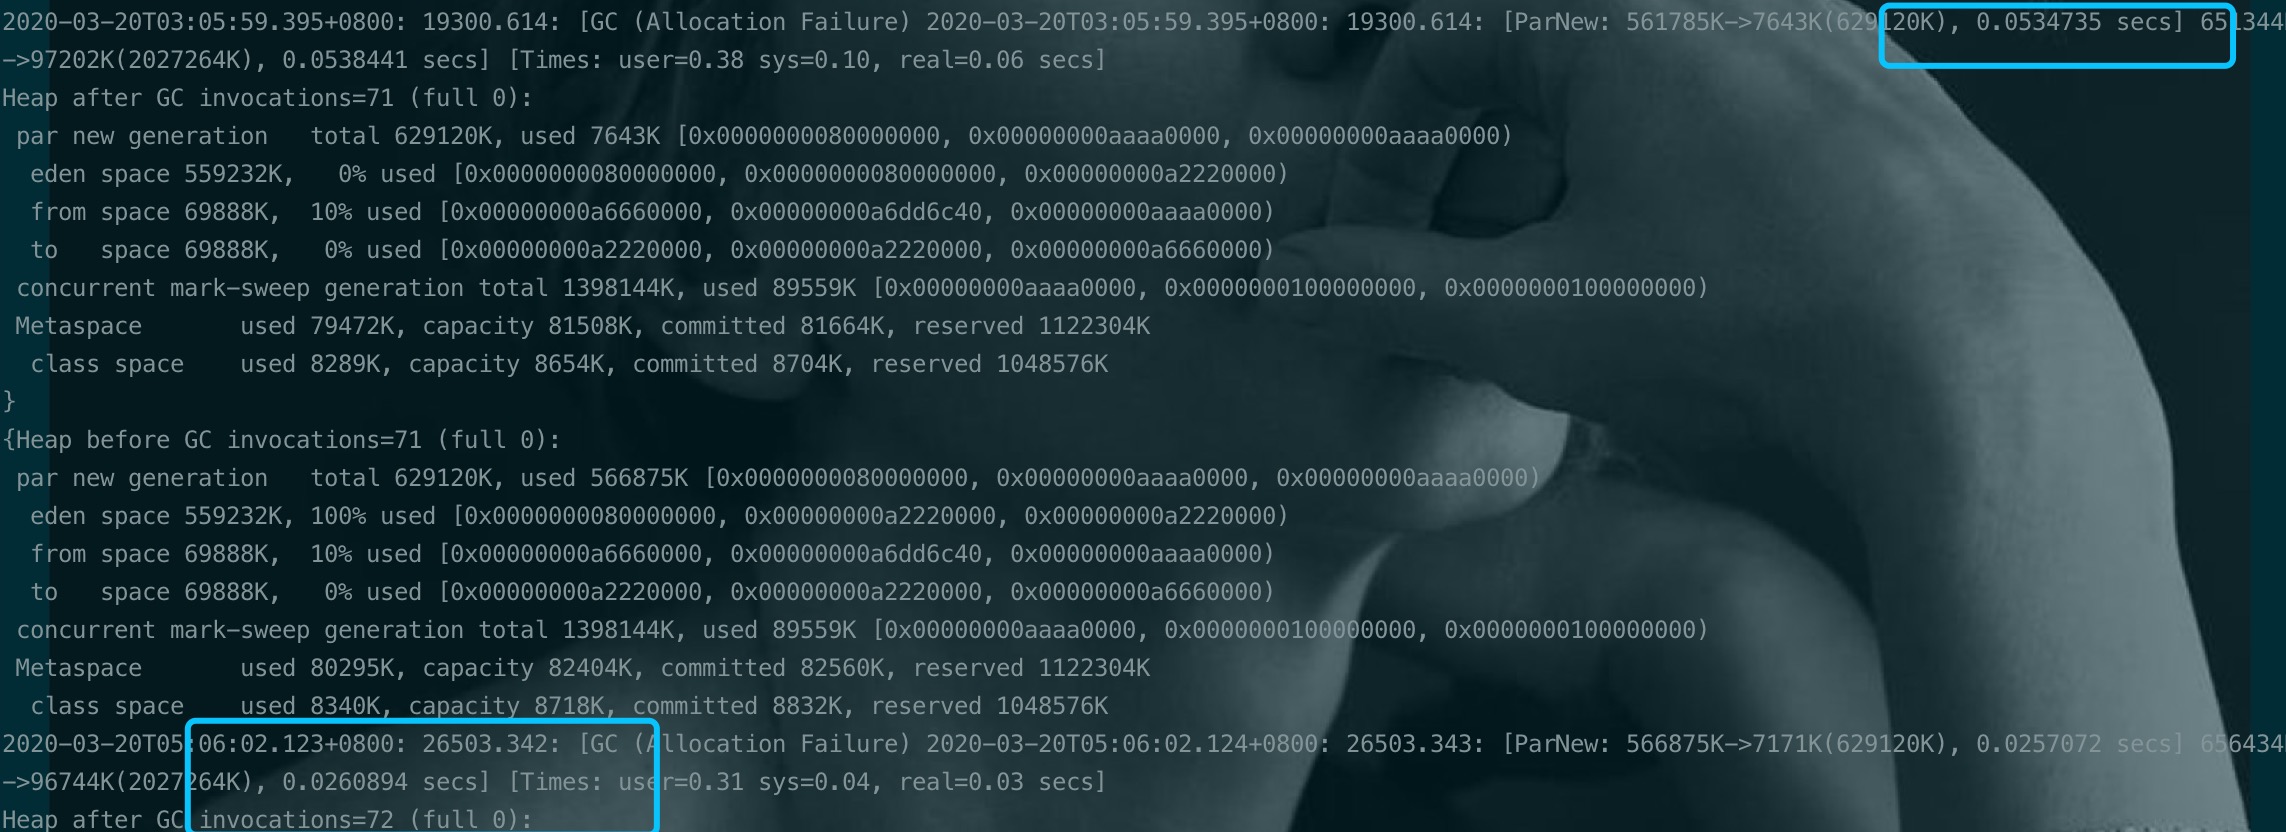 2020-03-20T03:05:59.395+0800: 19300.614: [GC (Allocation Failure) 2020-03-20T03:05:59.395+0800: 19300.614: [ParNew: 561785K->7643K(629120K), 0.0534735 secs] 651344
->97202K(2027264K), 0.0538441 secs] [Times: user=0.38 sys=0.10, real=0.06 secs]
Heap after GC invocations=71 (full 0):
 par new generation   total 629120K, used 7643K [0x0000000080000000, 0x00000000aaaa0000, 0x00000000aaaa0000)
  eden space 559232K,   0% used [0x0000000080000000, 0x0000000080000000, 0x00000000a2220000)
  from space 69888K,  10% used [0x00000000a6660000, 0x00000000a6dd6c40, 0x00000000aaaa0000)
  to   space 69888K,   0% used [0x00000000a2220000, 0x00000000a2220000, 0x00000000a6660000)
 concurrent mark-sweep generation total 1398144K, used 89559K [0x00000000aaaa0000, 0x0000000100000000, 0x0000000100000000)
 Metaspace       used 79472K, capacity 81508K, committed 81664K, reserved 1122304K
  class space    used 8289K, capacity 8654K, committed 8704K, reserved 1048576K
}
{Heap before GC invocations=71 (full 0):
 par new generation   total 629120K, used 566875K [0x0000000080000000, 0x00000000aaaa0000, 0x00000000aaaa0000)
  eden space 559232K, 100% used [0x0000000080000000, 0x00000000a2220000, 0x00000000a2220000)
  from space 69888K,  10% used [0x00000000a6660000, 0x00000000a6dd6c40, 0x00000000aaaa0000)
  to   space 69888K,   0% used [0x00000000a2220000, 0x00000000a2220000, 0x00000000a6660000)
 concurrent mark-sweep generation total 1398144K, used 89559K [0x00000000aaaa0000, 0x0000000100000000, 0x0000000100000000)
 Metaspace       used 80295K, capacity 82404K, committed 82560K, reserved 1122304K
  class space    used 8340K, capacity 8718K, committed 8832K, reserved 1048576K
2020-03-20T05:06:02.123+0800: 26503.342: [GC (Allocation Failure) 2020-03-20T05:06:02.124+0800: 26503.343: [ParNew: 566875K->7171K(629120K), 0.0257072 secs] 656434
->96744K(2027264K), 0.0260894 secs] [Times: user=0.31 sys=0.04, real=0.03 secs]
Heap after GC invocations=72 (full 0):